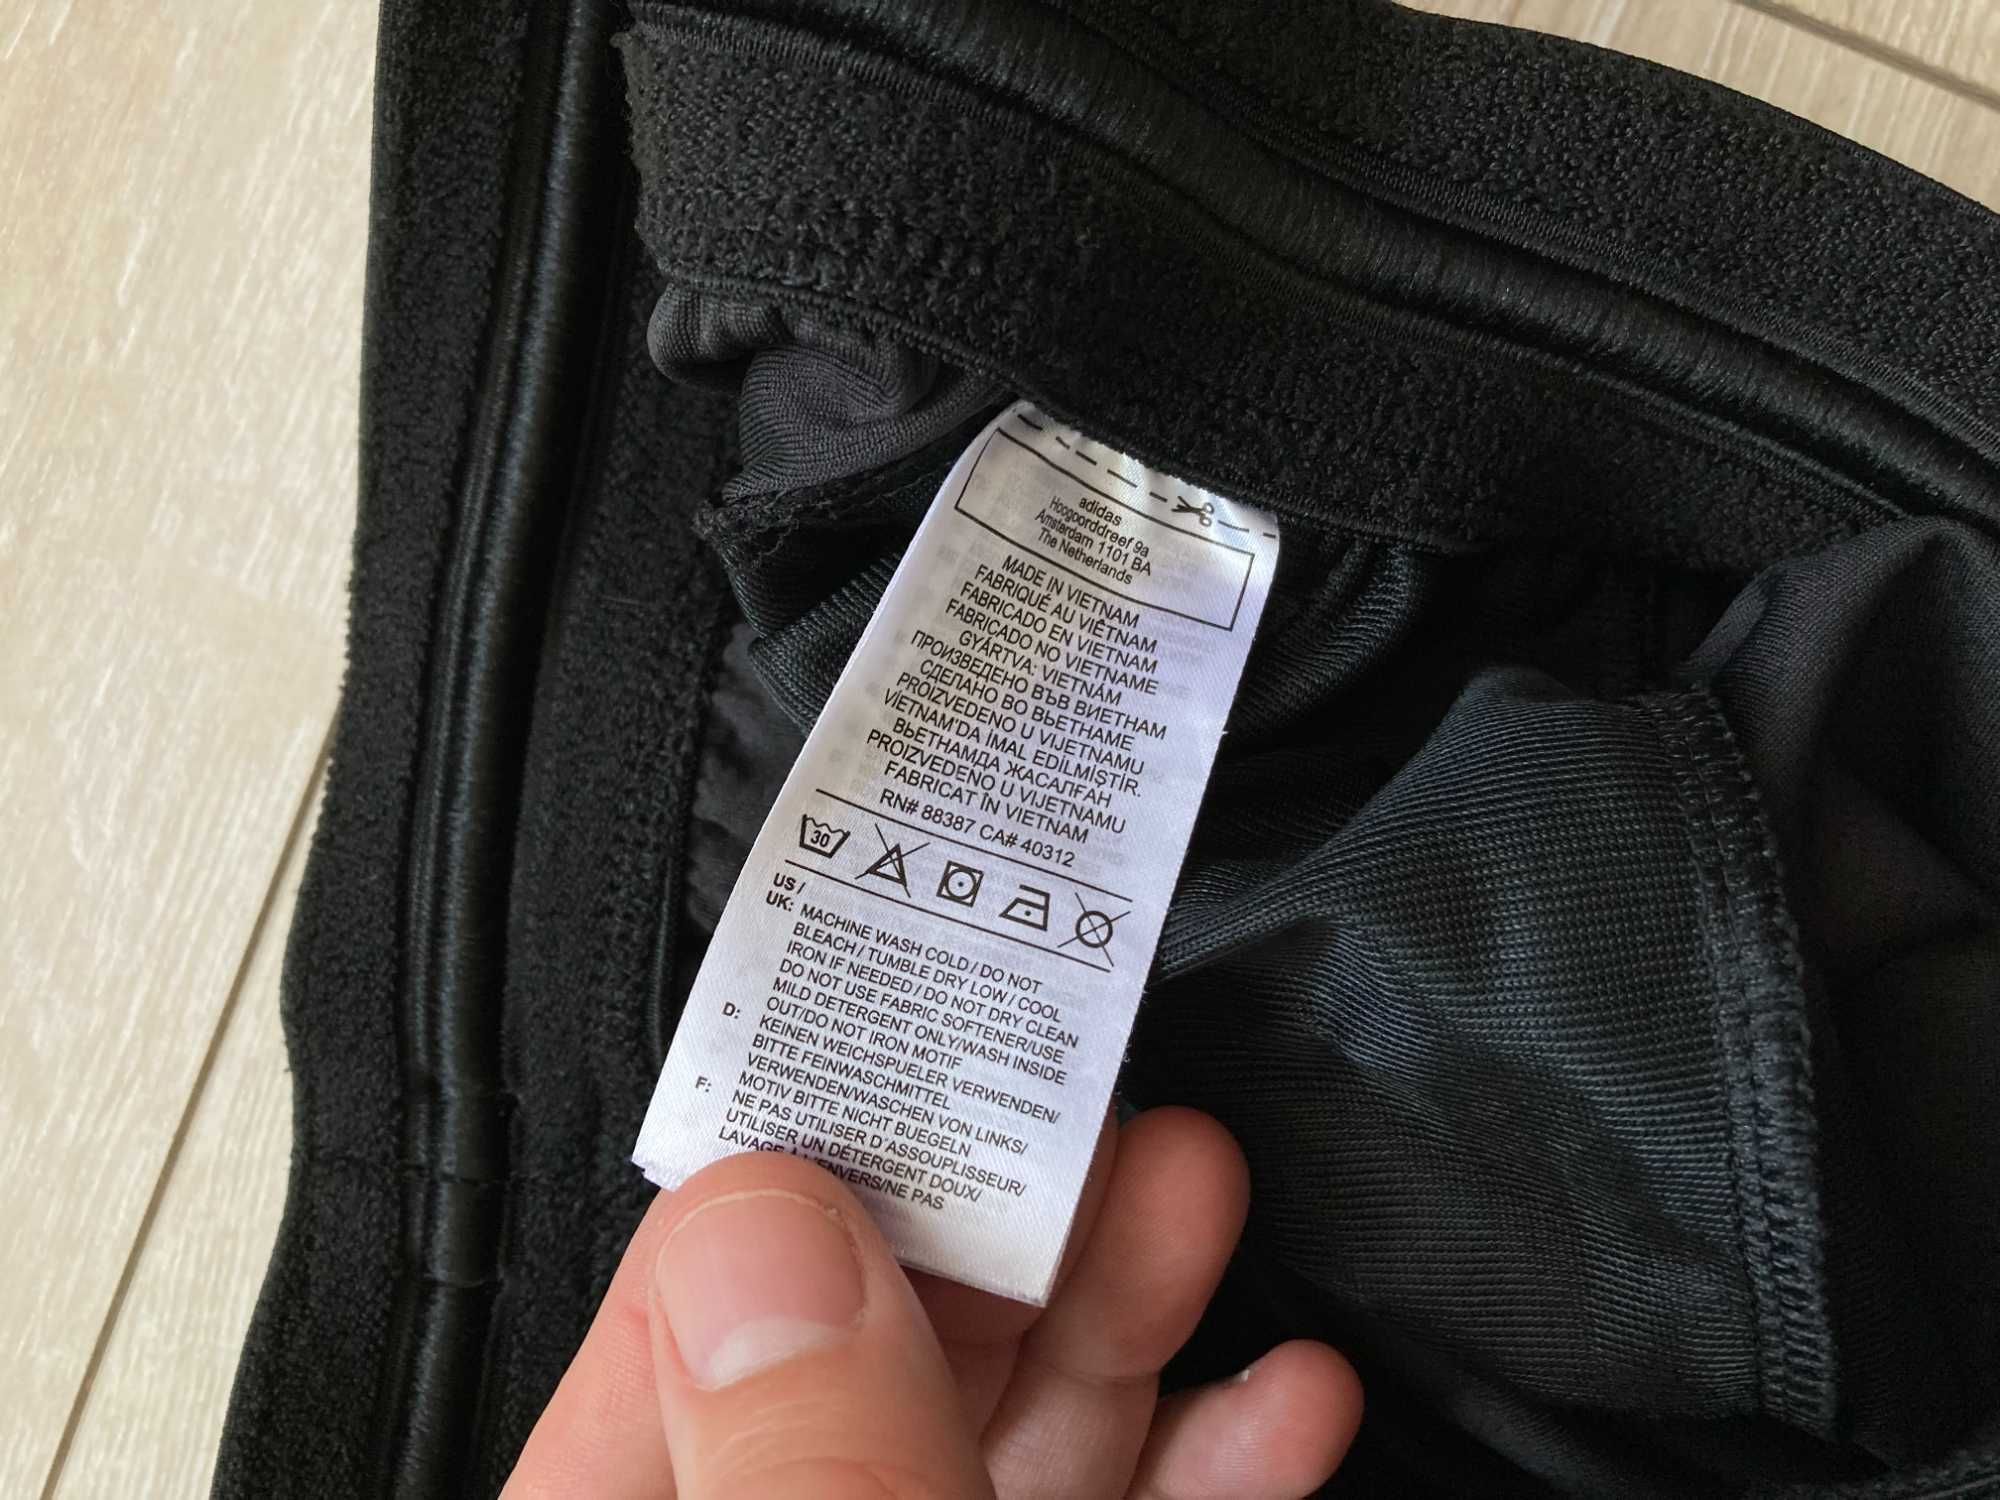 adidas
Hoogoorddreef 9a
Amsterdam 1101 BA
The Netherlands
MADE IN VIETNAM
FABRIQUÉ AU VIÊTNAM
FABRICADO EN VIETNAM
FABRICADO NO VIETNAME
GYÁRTVA: VIETNÁM
ПРОИЗВЕДЕНО ВЪВ ВИЕТНАМ
СДЕЛАНО ВО ВЬЕТНАМЕ
PROIZVEDENO U VIJETNAMU
VİETNAM'DA İMAL EDİLMİŞTİR.
ВЬЕТНАМДА ЖАСАЛҒАН
PROIZVEDENO U VIJETNAMU
FABRICAT ÎN VIETNAM
RN# 88387 CA# 40312
30
US /
UK: MACHINE WASH COLD / DO NOT
BLEACH / TUMBLE DRY LOW / COOL
IRON IF NEEDED / DO NOT DRY CLEAN
DO NOT USE FABRIC SOFTENER/USE
MILD DETERGENT ONLY/WASH INSIDE
OUT/DO NOT IRON MOTIF
D: KEINEN WEICHSPUELER VERWENDEN/
BITTE FEINWASCHMITTEL
VERWENDEN/WASCHEN VON LINKS/
MOTIV BITTE NICHT BUEGELN
F: NE PAS UTILISER D'ASSOUPLISSEUR/
UTILISER UN DÉTERGENT DOUX/
LAVAGE À L'ENVERS/NE PAS